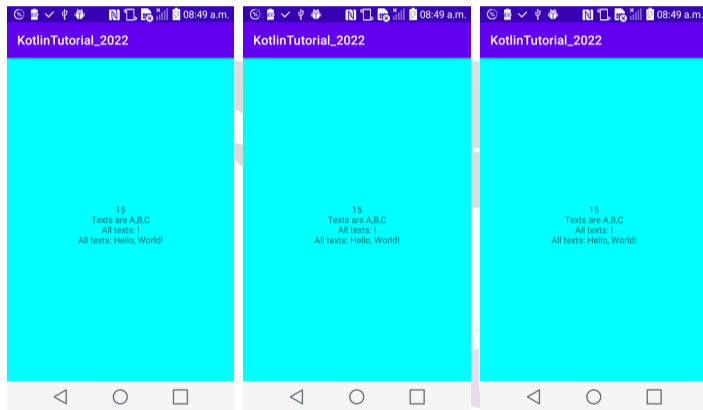 08:49 a.m.
KotlinTutorial_2022
15
Texts are A,B,C
All texts: !
All texts: Hello, World!
08:49 a.m.
KotlinTutorial_2022
15
Texts are A,B,C
All texts: !
All texts: Hello, World!
08:49 a.m.
KotlinTutorial_2022
15
Texts are A,B,C
All texts: !
All texts: Hello, World!